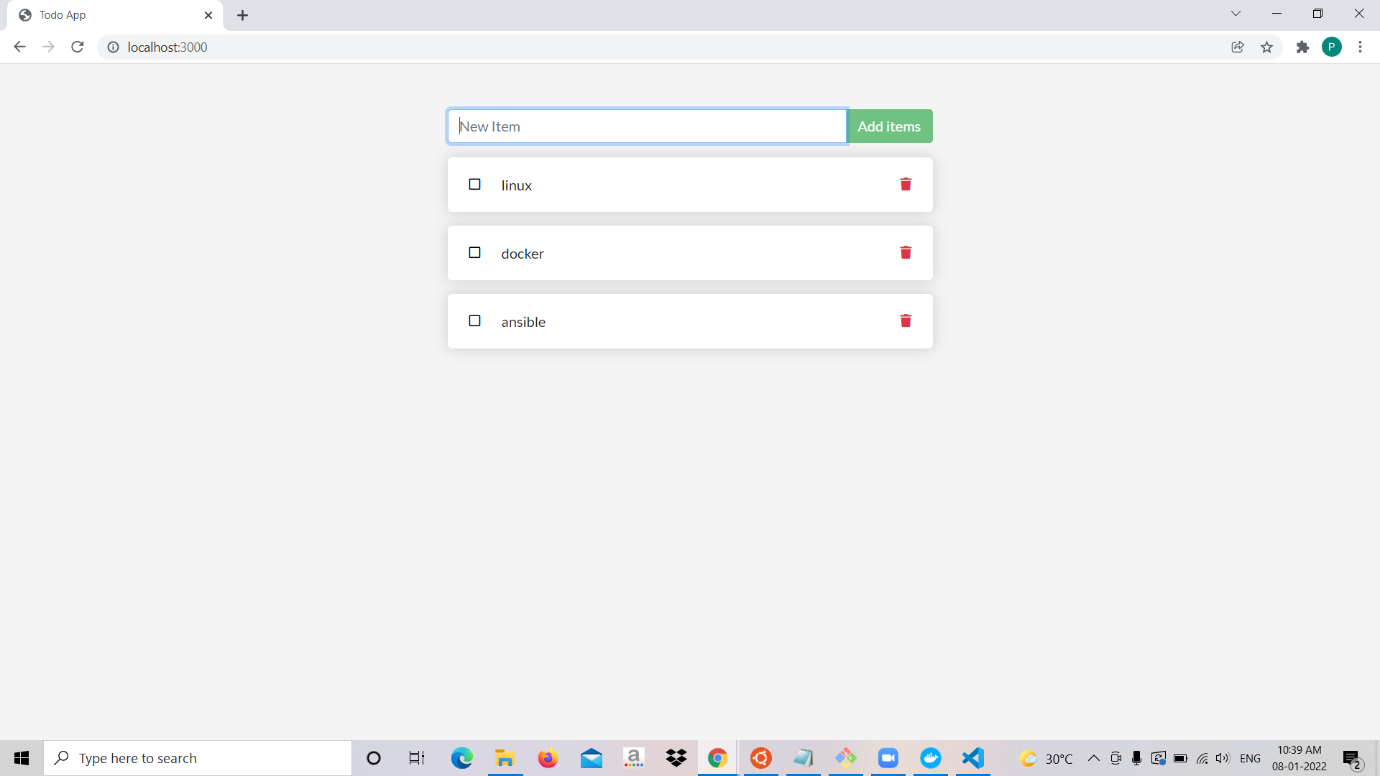 Todo App
localhost:3000
P
New Item
Add items
linux
docker
ansible
Type here to search
a
30°C
ENG
10:39 AM
08-01-2022
2